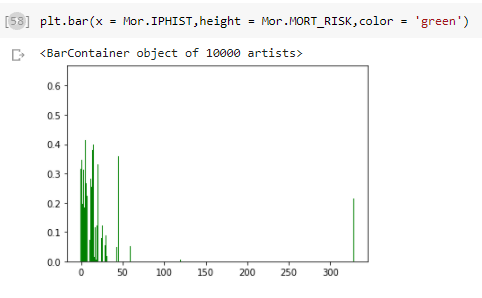 [58] plt.bar(x = Mor.IPHIST,height = Mor.MORT_RISK,color = 'green')
<BarContainer object of 10000 artists>
0.6
0.5
0.4
0.3
0.2
0.1
0.0
0 50 100 150 200 250 300